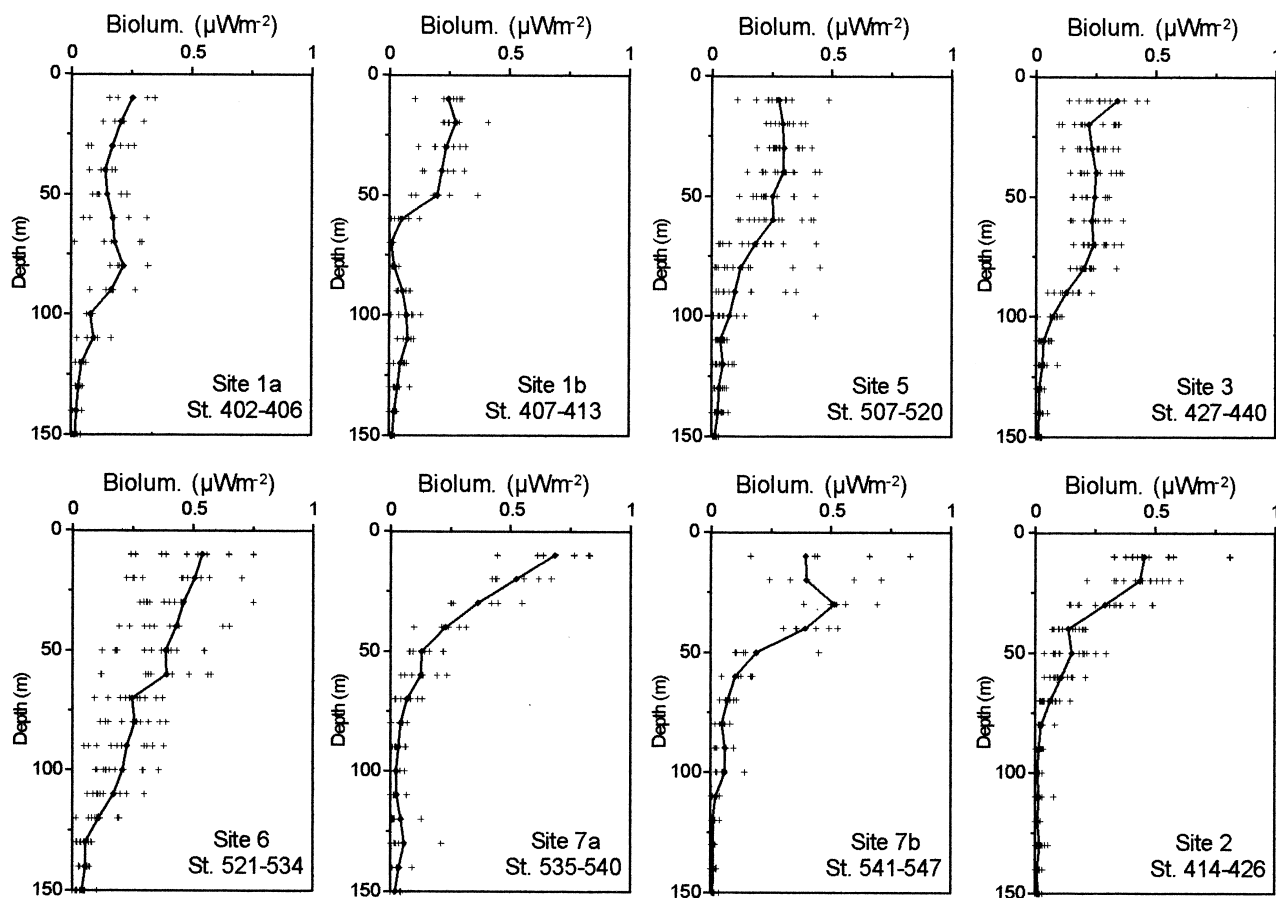 Biolum. (µWm-2)
0 0.5 1
0
50
100
150
Depth (m)
Site 1a
St. 402-406
Biolum. (µWm-2)
0 0.5 1
0
50
100
150
Depth (m)
Site 1b
St. 407-413
Biolum. (µWm-2)
0 0.5 1
0
50
100
150
Depth (m)
Site 5
St. 507-520
Biolum. (µWm-2)
0 0.5 1
0
50
100
150
Depth (m)
Site 3
St. 427-440
Biolum. (µWm-2)
0 0.5 1
0
50
100
150
Depth (m)
Site 6
St. 521-534
Biolum. (µWm-2)
0 0.5 1
0
50
100
150
Depth (m)
Site 7a
St. 535-540
Biolum. (µWm-2)
0 0.5 1
0
50
100
150
Depth (m)
Site 7b
St. 541-547
Biolum. (µWm-2)
0 0.5 1
0
50
100
150
Depth (m)
Site 2
St. 414-426